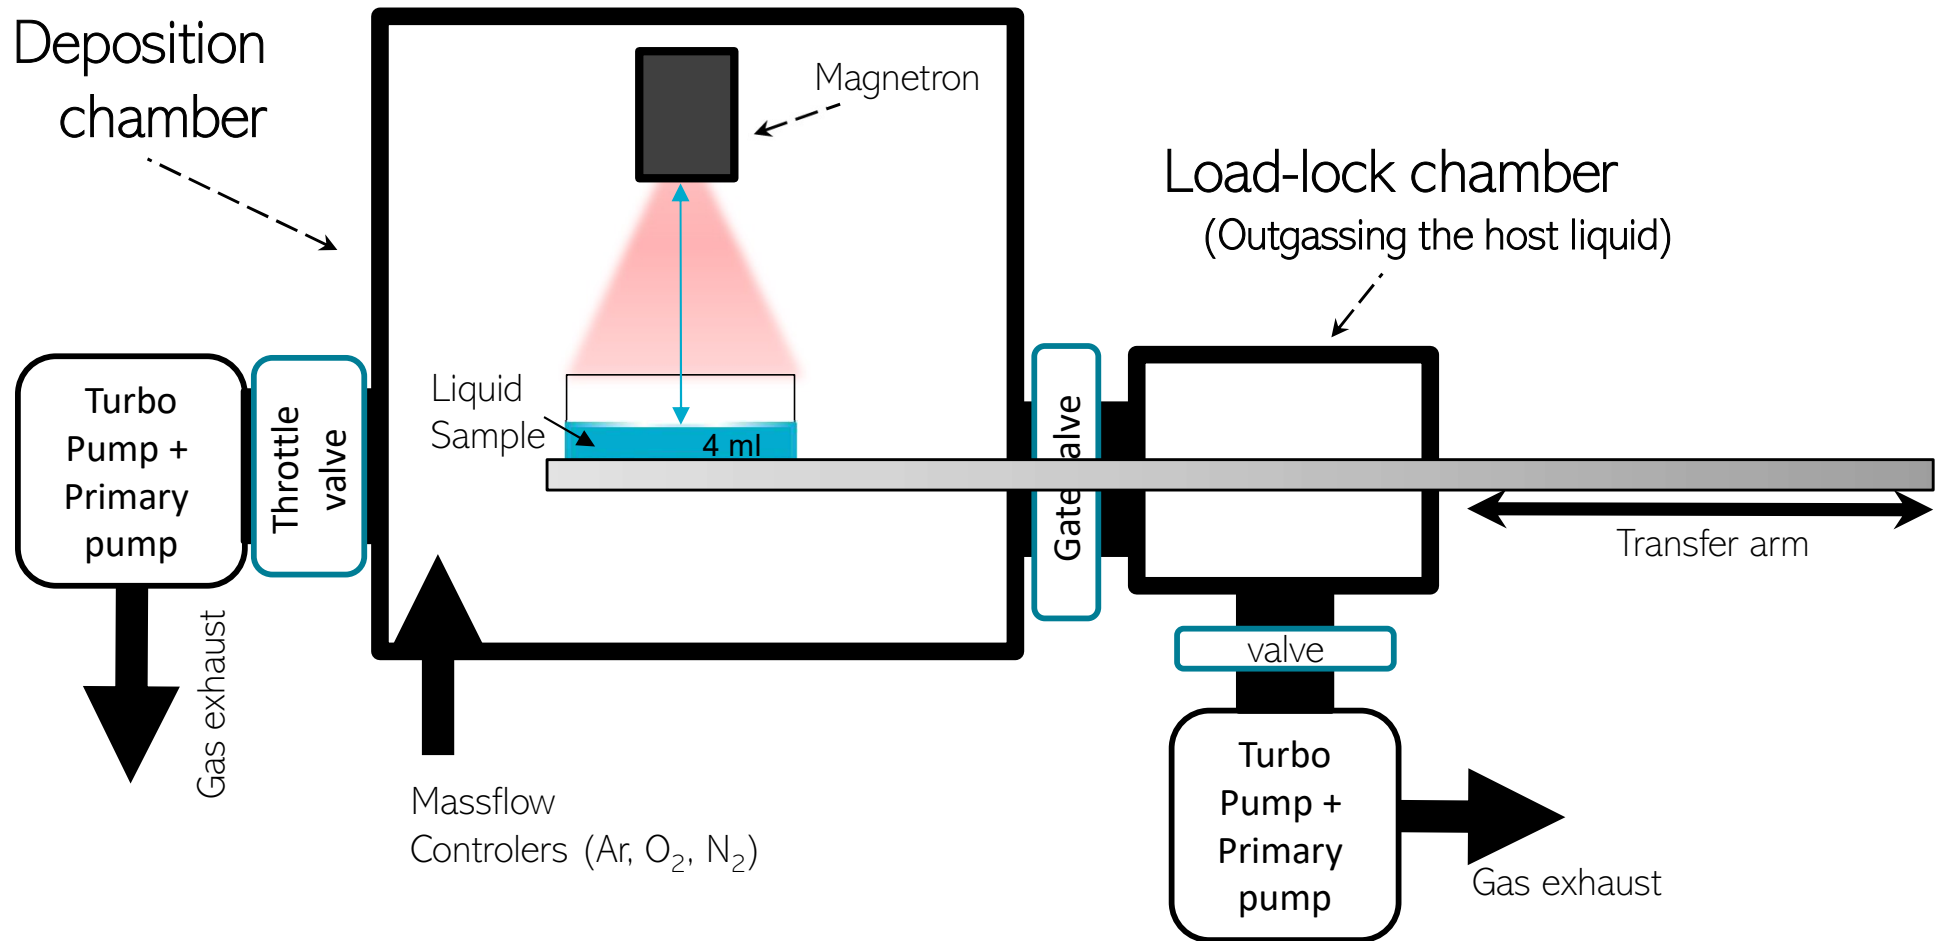 Deposition
chamber
Magnetron
Load-lock chamber
(Outgassing the host liquid)
Turbo
Pump +
Primary
pump
Throttle
valve
Liquid
Sample
4 ml
Gate valve
Transfer arm
Gas exhaust
valve
Massflow
Controlers (Ar, O₂, N₂)
Turbo
Pump +
Primary
pump
Gas exhaust